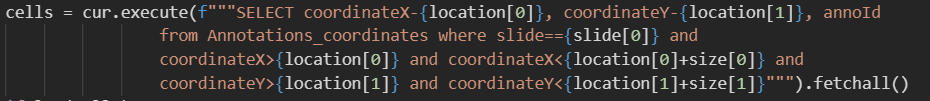 cells = cur.execute(f"""SELECT coordinateX-{location[0]}, coordinateY-{location[1]}, annoId
from Annotations_coordinates where slide=={slide[0]} and
coordinateX>{location[0]} and coordinateX<{location[0]+size[0]} and
coordinateY>{location[1]} and coordinateY<{location[1]+size[1]}""").fetchall()